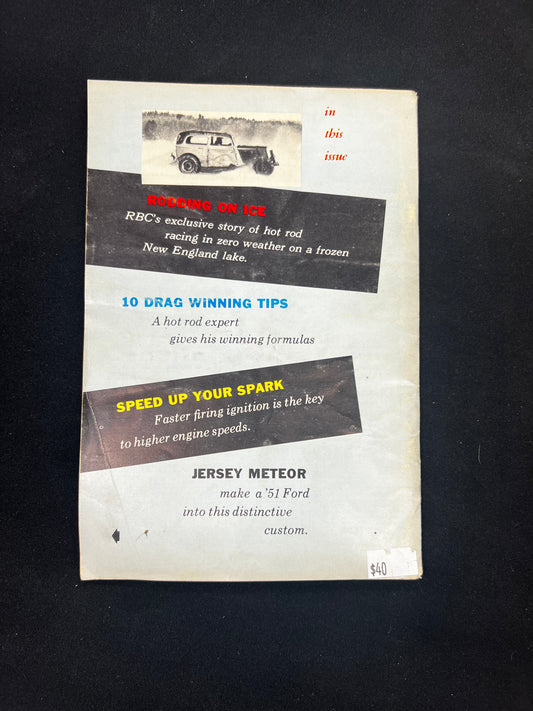 in
this
issue
RODDING ON ICE
RBC's exclusive story of hot rod
racing in zero weather on a frozen
New England lake.
10 DRAG WINNING TIPS
A hot rod expert
gives his winning formulas
SPEED UP YOUR SPARK
Faster firing ignition is the key
to higher engine speeds.
JERSEY METEOR
make a '51 Ford
into this distinctive
custom.
$40